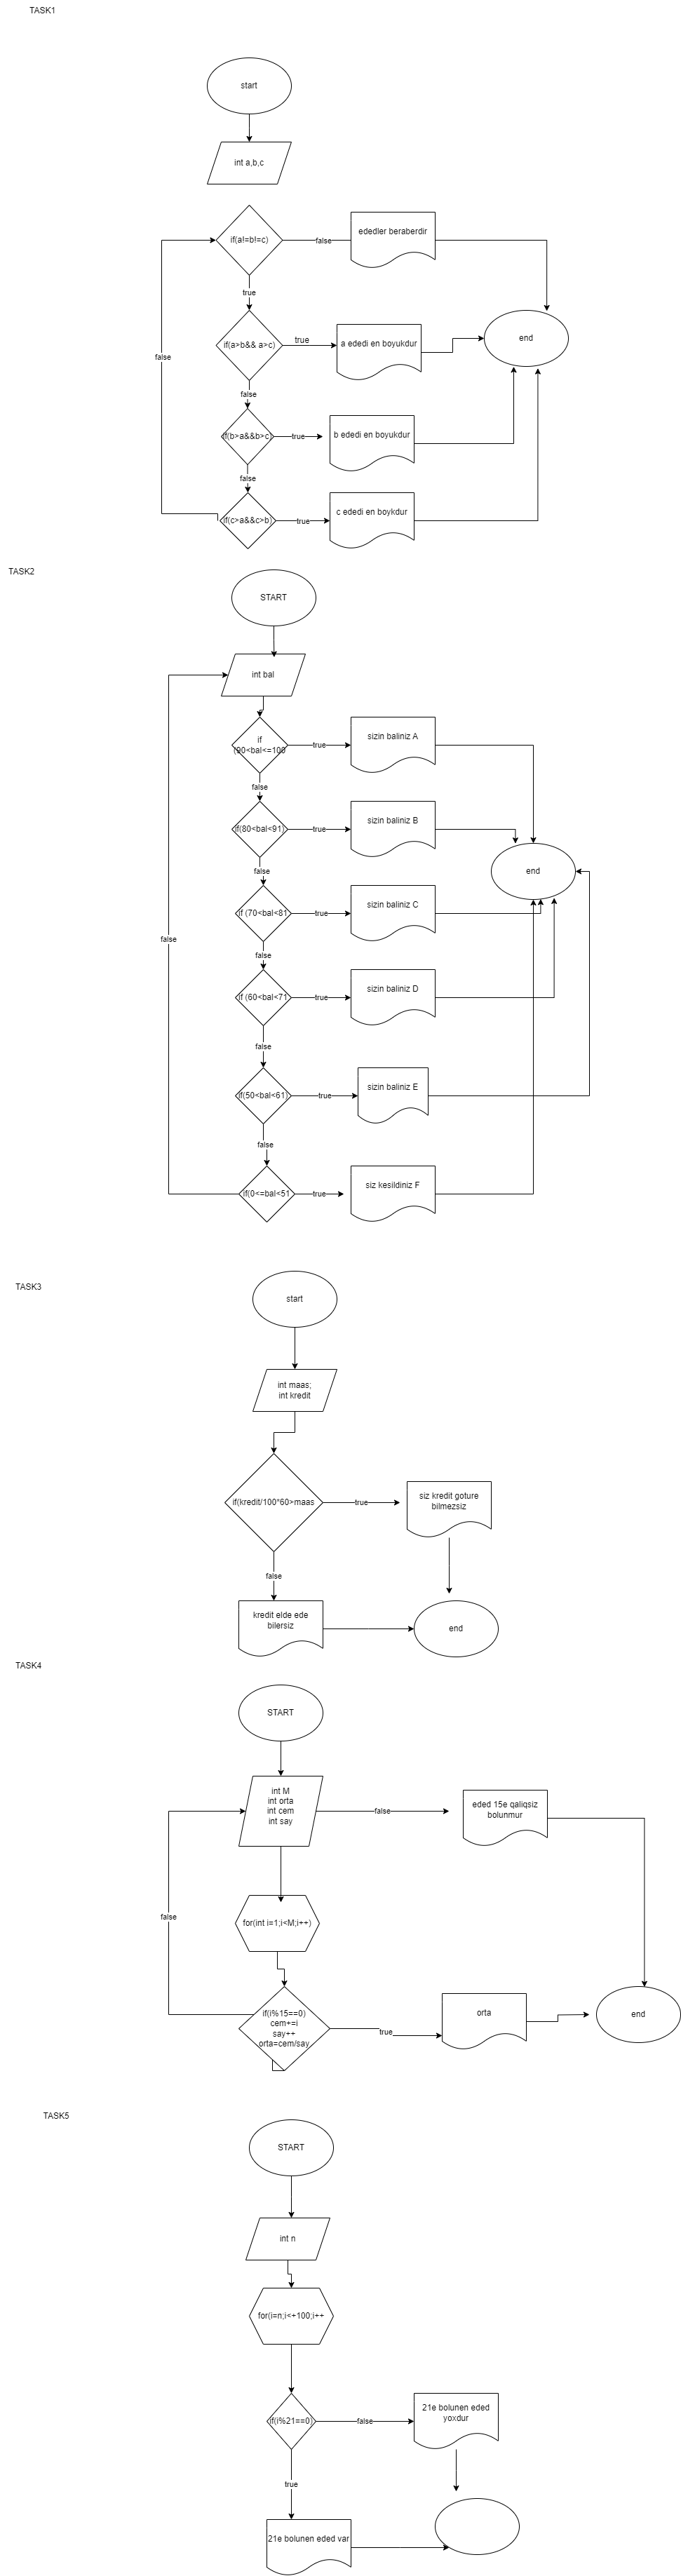 TASK1
start
int a,b,c
if(a!=b!=c)
false
ededler beraberdir
true
if(a>b&& a>c)
true
a ededi en boyukdur
end
false
false
if(b>a&&b>c)
true
b ededi en boyukdur
false
if(c>a&&c>b)
true
c ededi en boykdur
TASK2
START
int bal
if
(90<bal<=100
true
sizin baliniz A
false
if(80<bal<91)
true
sizin baliniz B
false
end
if (70<bal<81
true
sizin baliniz C
false
false
if (60<bal<71
true
sizin baliniz D
false
if(50<bal<61)
true
sizin baliniz E
false
if(0<=bal<51
true
siz kesildiniz F
TASK3
start
int maas;
int kredit
if(kredit/100*60>maas
true
siz kredit goture
bilmezsiz
false
kredit elde ede
bilersiz
end
TASK4
START
int M
int orta
int cem
int say
false
eded 15e qaliqsiz
bolunmur
false
for(int i=1;i<M;i++)
if(i%15==0)
cem+=i
say++
orta=cem/say
true
orta
end
TASK5
START
int n
for(i=n;i<+100;i++
if(i%21==0)
false
21e bolunen eded
yoxdur
true
21e bolunen eded var